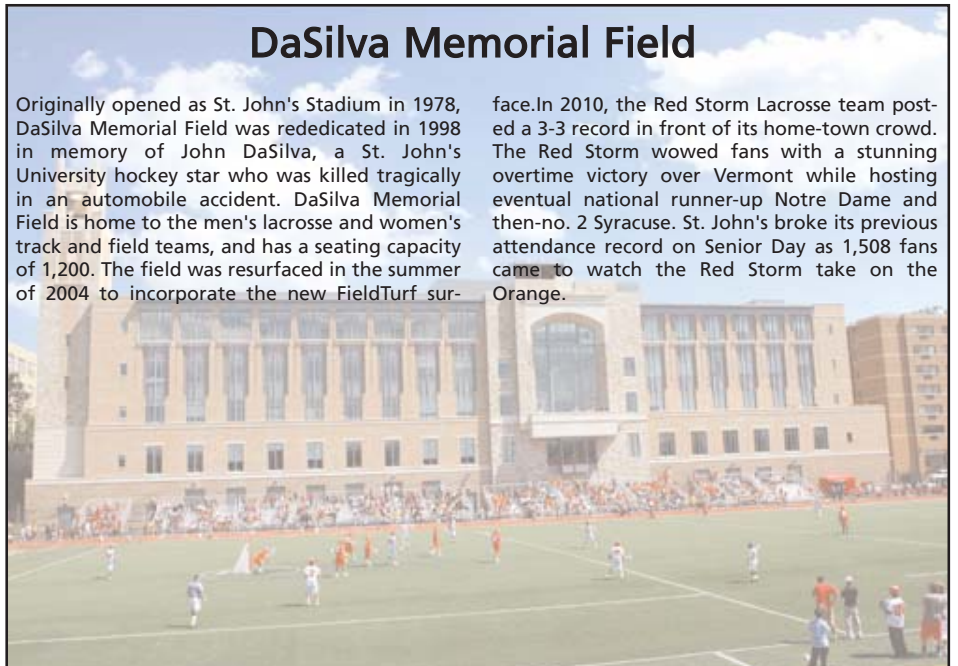 DaSilva Memorial Field
Originally opened as St. John's Stadium in 1978,
DaSilva Memorial Field was rededicated in 1998
in memory of John DaSilva, a St. John's
University hockey star who was killed tragically
in an automobile accident. DaSilva Memorial
Field is home to the men's lacrosse and women's
track and field teams, and has a seating capacity
of 1,200. The field was resurfaced in the summer
of 2004 to incorporate the new FieldTurf sur-
face.In 2010, the Red Storm Lacrosse team post-
ed a 3-3 record in front of its home-town crowd.
The Red Storm wowed fans with a stunning
overtime victory over Vermont while hosting
eventual national runner-up Notre Dame and
then-no. 2 Syracuse. St. John's broke its previous
attendance record on Senior Day as 1,508 fans
came to watch the Red Storm take on the
Orange.